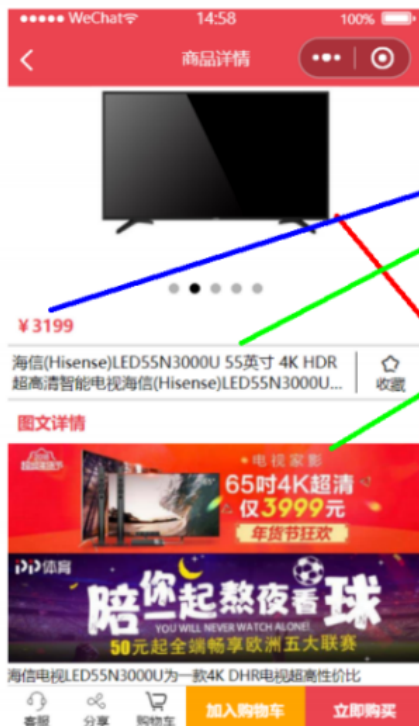 WeChat
14:58
100%
商品详情
￥3199
海信(Hisense)LED55N3000U 55英寸 4K HDR
超高清智能电视海信(Hisense)LED55N3000U...
收藏
图文详情
电视家影
65吋4K超清
仅3999元
年货节狂欢
PP体育
陪你一起熬夜看球
YOU WILL NEVER WATCH ALONE!
50元起全端畅享欧洲五大联赛
海信电视LED55N3000U为一款4K DHR电视超高性价比
客服
分享
购物车
加入购物车
立即购买